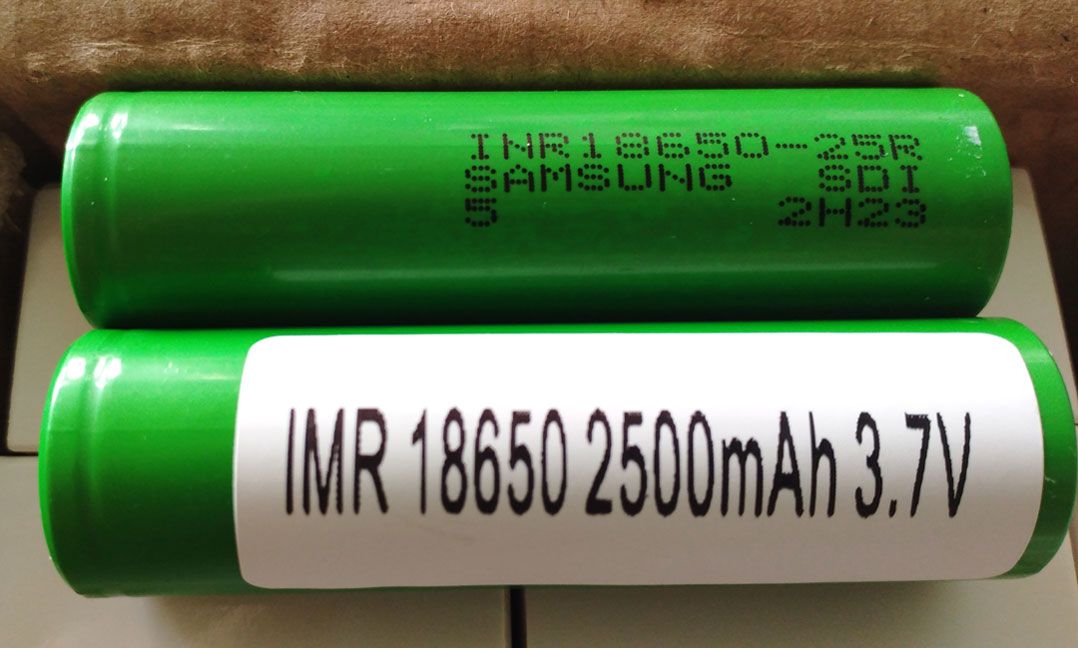 INR18650-25R
SAMSUNG SDI
5 2H23
IMR 18650 2500mAh 3.7V